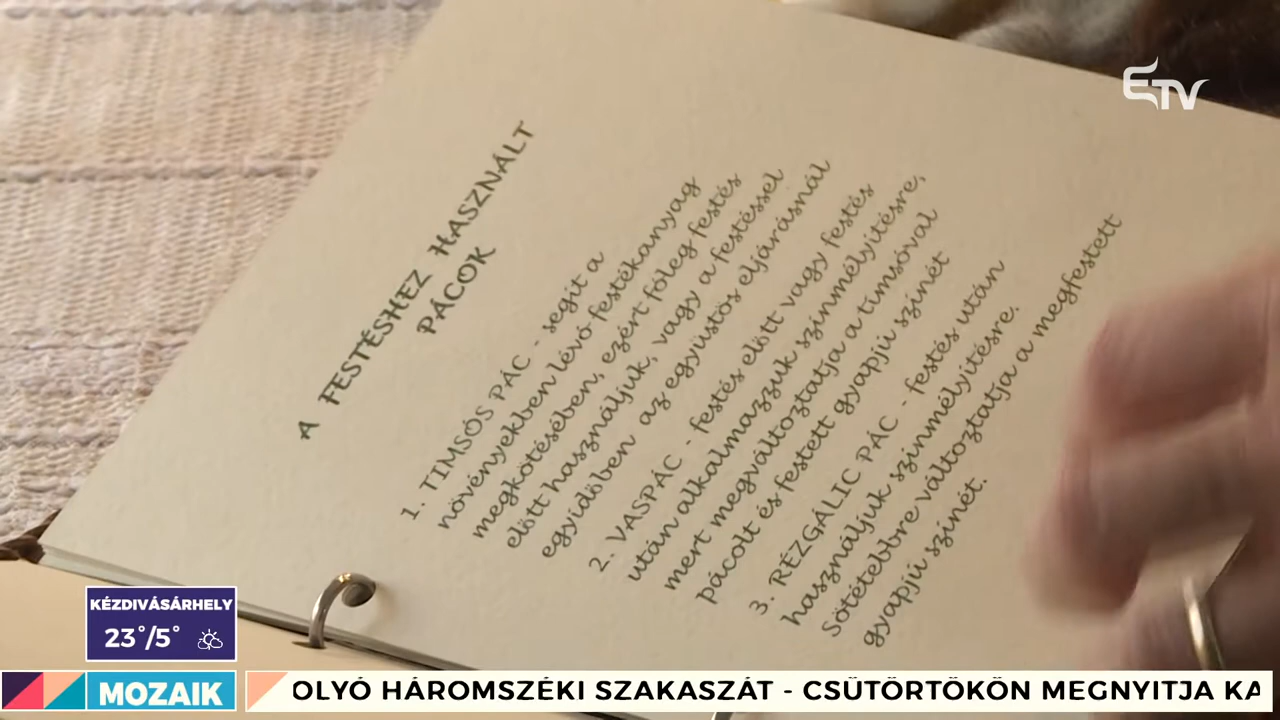 ETV
A FESTÉSHEZ HASZNÁLT
PÁCOK
1. TIMSÓS PÁC - segít a
növényekben lévő festékanyag
megkötésében, ezért főleg festés
előtt használjuk, vagy a festéssel
egyidőben az együstös eljárásnál
2. VASPÁC - festés előtt vagy festés
után alkalmazzuk színmélyítésre,
mert megváltoztatja a timsóval
pácolt és festett gyapjú színét
3. RÉZGÁLIC PÁC - festés után
használjuk színmélyítésre.
Sötétebbre változtatja a megfestett
gyapjú színét.
KÉZDIVÁSÁRHELY
23°/5°
MOZAIK
OLYÓ HÁROMSZÉKI SZAKASZÁT - CSÜTÖRTÖKÖN MEGNYITJA KA